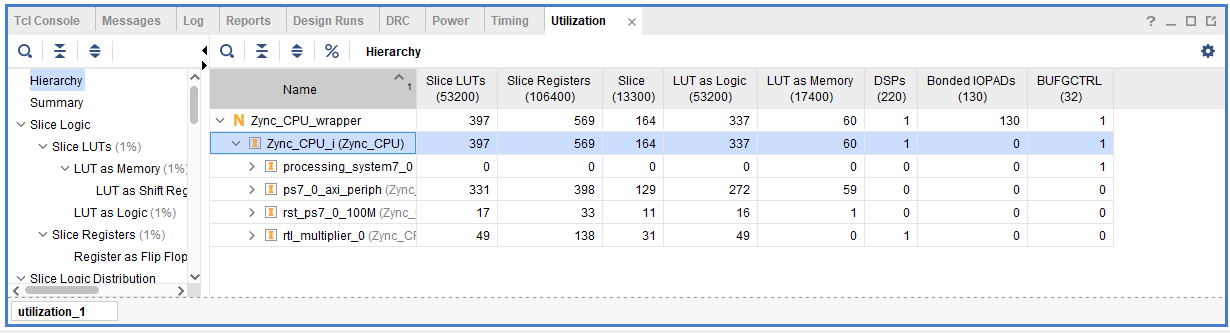 Tcl Console Messages Log Reports Design Runs DRC Power Timing Utilization × ? _
% Hierarchy
Hierarchy
Summary
Slice Logic
Slice LUTs (1%)
LUT as Memory (1%)
LUT as Shift Reg
LUT as Logic (1%)
Slice Registers (1%)
Register as Flip Flop
Slice Logic Distribution
Name 1 Slice LUTs (53200) Slice Registers (106400) Slice (13300) LUT as Logic (53200) LUT as Memory (17400) DSPs (220) Bonded IOPADs (130) BUFGCTRL (32)
N Zync_CPU_wrapper 397 569 164 337 60 1 130 1
I Zync_CPU_i (Zync_CPU) 397 569 164 337 60 1 0 1
I processing_system7_0 0 0 0 0 0 0 0 1
I ps7_0_axi_periph (Zync_ 331 398 129 272 59 0 0 0
I rst_ps7_0_100M (Zync_ 17 33 11 16 1 0 0 0
I rtl_multiplier_0 (Zync_CF 49 138 31 49 0 1 0 0
utilization_1